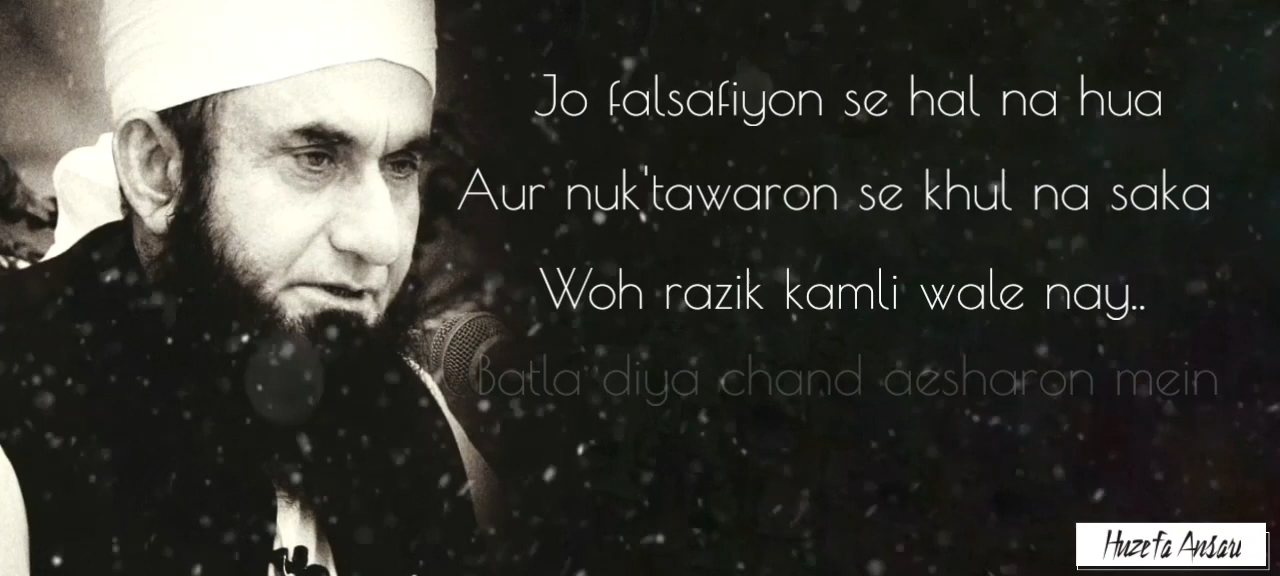 Jo falsafiyon se hal na hua
Aur nuk'tawaron se khul na saka
Woh razik kamli wale nay..
Batla diya chand aesharon mein
Huzefa Ansari